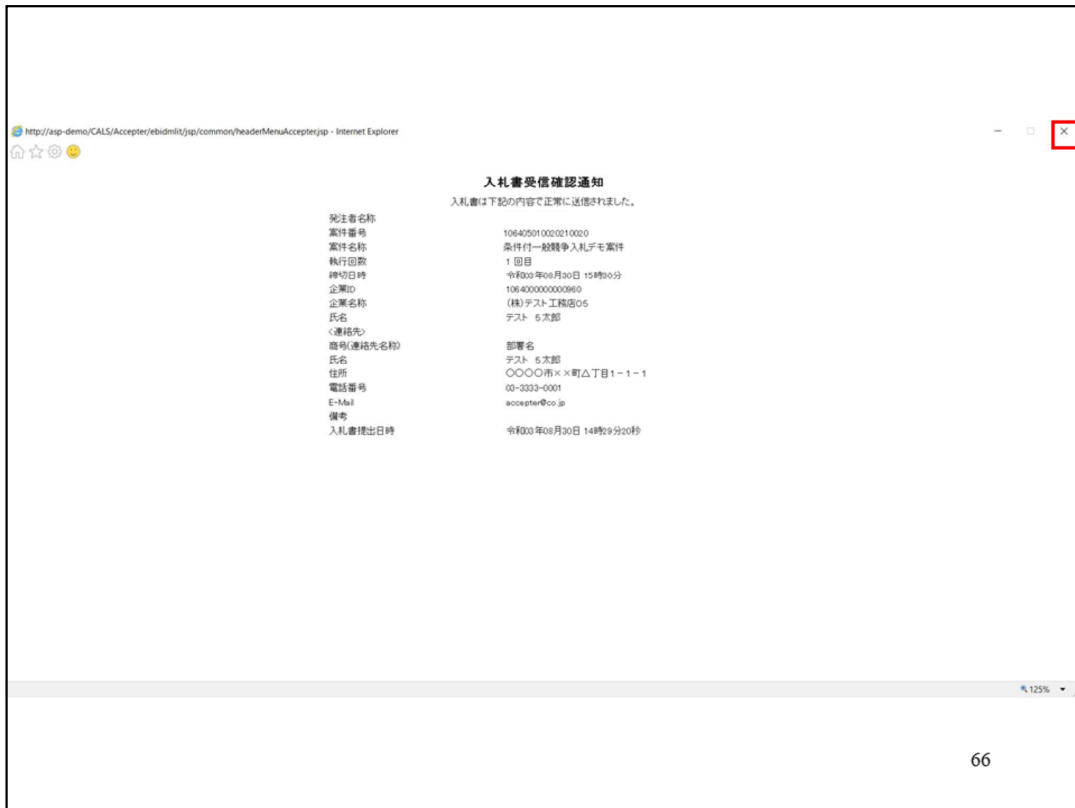 http://asp-demo/CALS/Accepter/ebidmlit/jsp/common/headerMenuAccepter.jsp - Internet Explorer
入札書受信確認通知
入札書は下記の内容で正常に送信されました。
発注者名称
案件番号 106405010020210020
案件名称 条件付一般競争入札デモ案件
執行回数 1 回目
締切日時 令和03年08月30日 15時30分
企業ID 1064000000000960
企業名称 (株)テスト工務店05
氏名 テスト 5太郎
<連絡先>
商号(連絡先名称) 部署名
氏名 テスト 5太郎
住所 〇〇〇〇市××町△丁目1-1-1
電話番号 03-3333-0001
E-Mail accepter@co.jp
備考
入札書提出日時 令和03年08月30日 14時29分20秒
125%
66